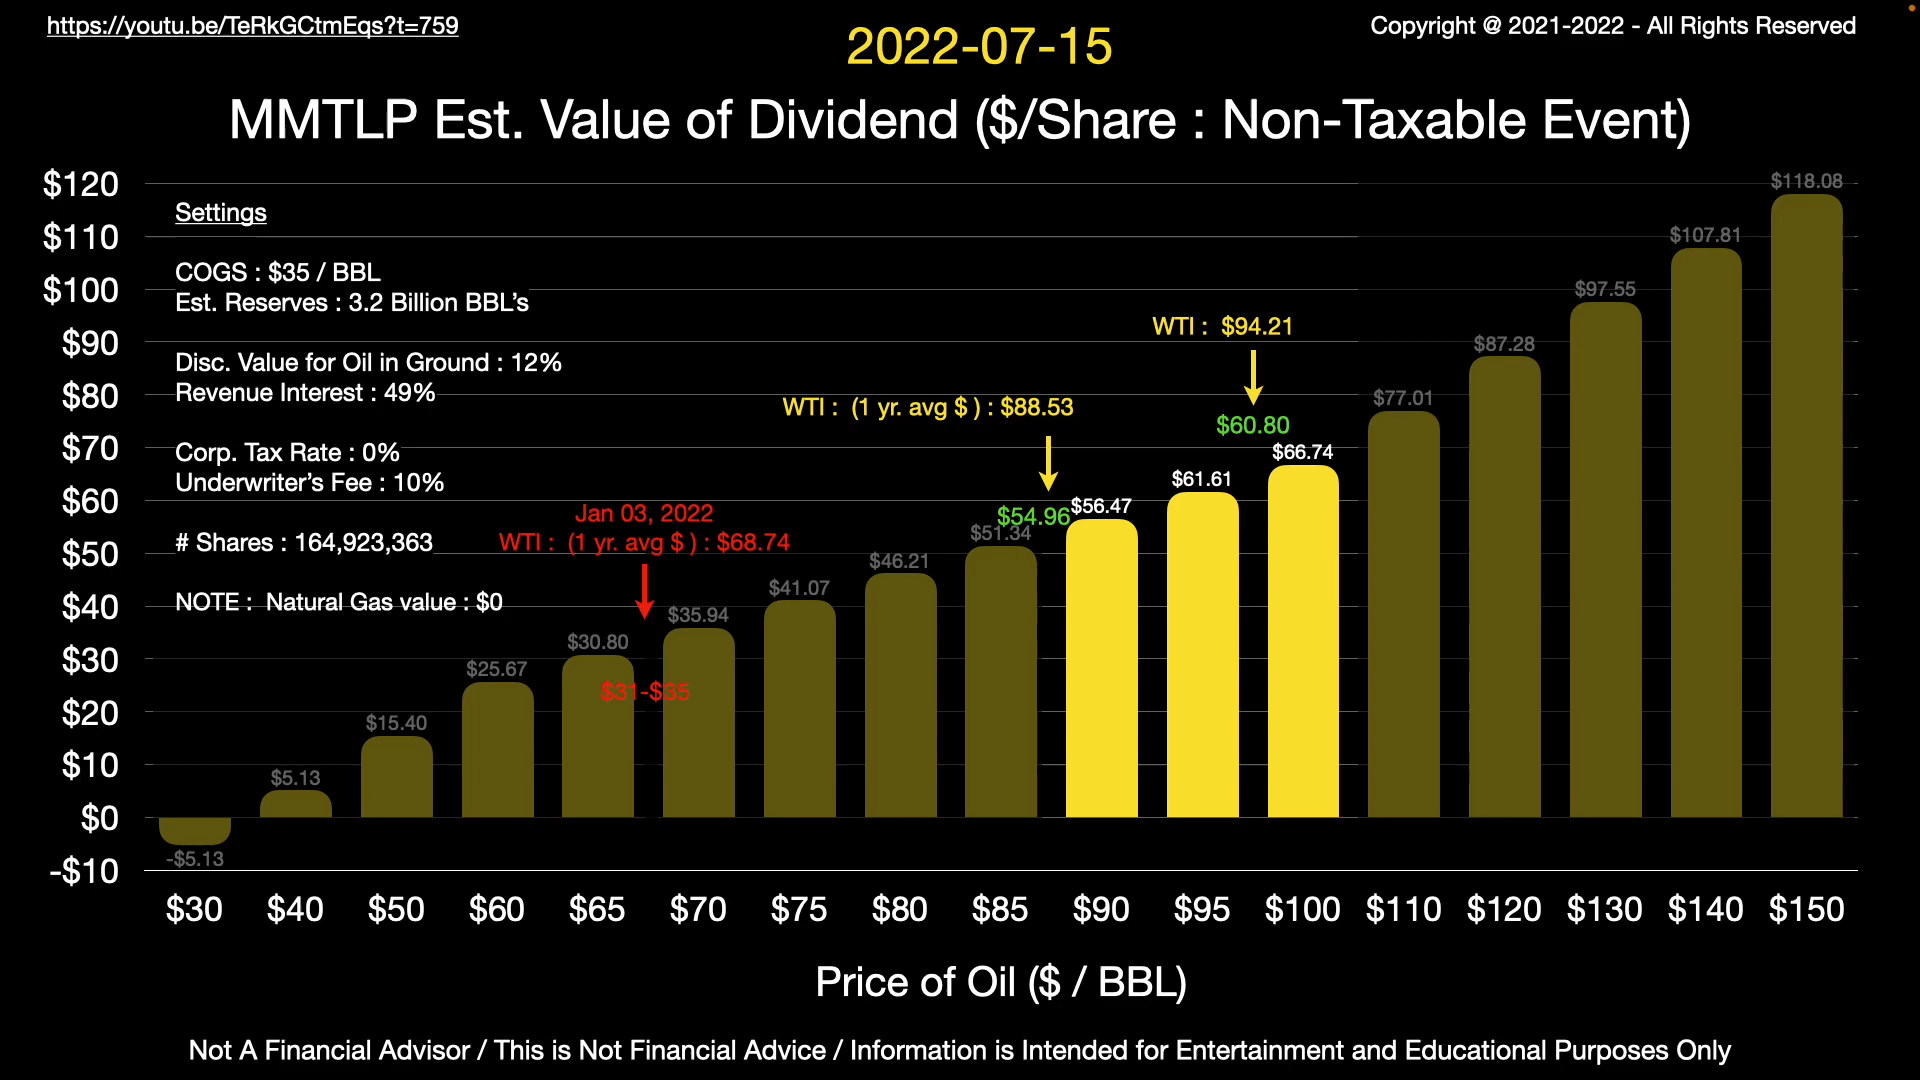 https://youtu.be/TeRkGCtmEqs?t=759
2022-07-15
Copyright @ 2021-2022 - All Rights Reserved
MMTLP Est. Value of Dividend ($/Share : Non-Taxable Event)
$120
$110
$100
$90
$80
$70
$60
$50
$40
$30
$20
$10
$0
-$10
Settings
COGS : $35 / BBL
Est. Reserves : 3.2 Billion BBL’s
Disc. Value for Oil in Ground : 12%
Revenue Interest : 49%
Corp. Tax Rate : 0%
Underwriter’s Fee : 10%
# Shares : 164,923,363
NOTE : Natural Gas value : $0
Jan 03, 2022
WTI : (1 yr. avg $ ) : $68.74
$31-$35
WTI : (1 yr. avg $ ) : $88.53
$54.96
WTI : $94.21
$60.80
-$5.13
$5.13
$15.40
$25.67
$30.80
$35.94
$41.07
$46.21
$51.34
$56.47
$61.61
$66.74
$77.01
$87.28
$97.55
$107.81
$118.08
$30 $40 $50 $60 $65 $70 $75 $80 $85 $90 $95 $100 $110 $120 $130 $140 $150
Price of Oil ($ / BBL)
Not A Financial Advisor / This is Not Financial Advice / Information is Intended for Entertainment and Educational Purposes Only